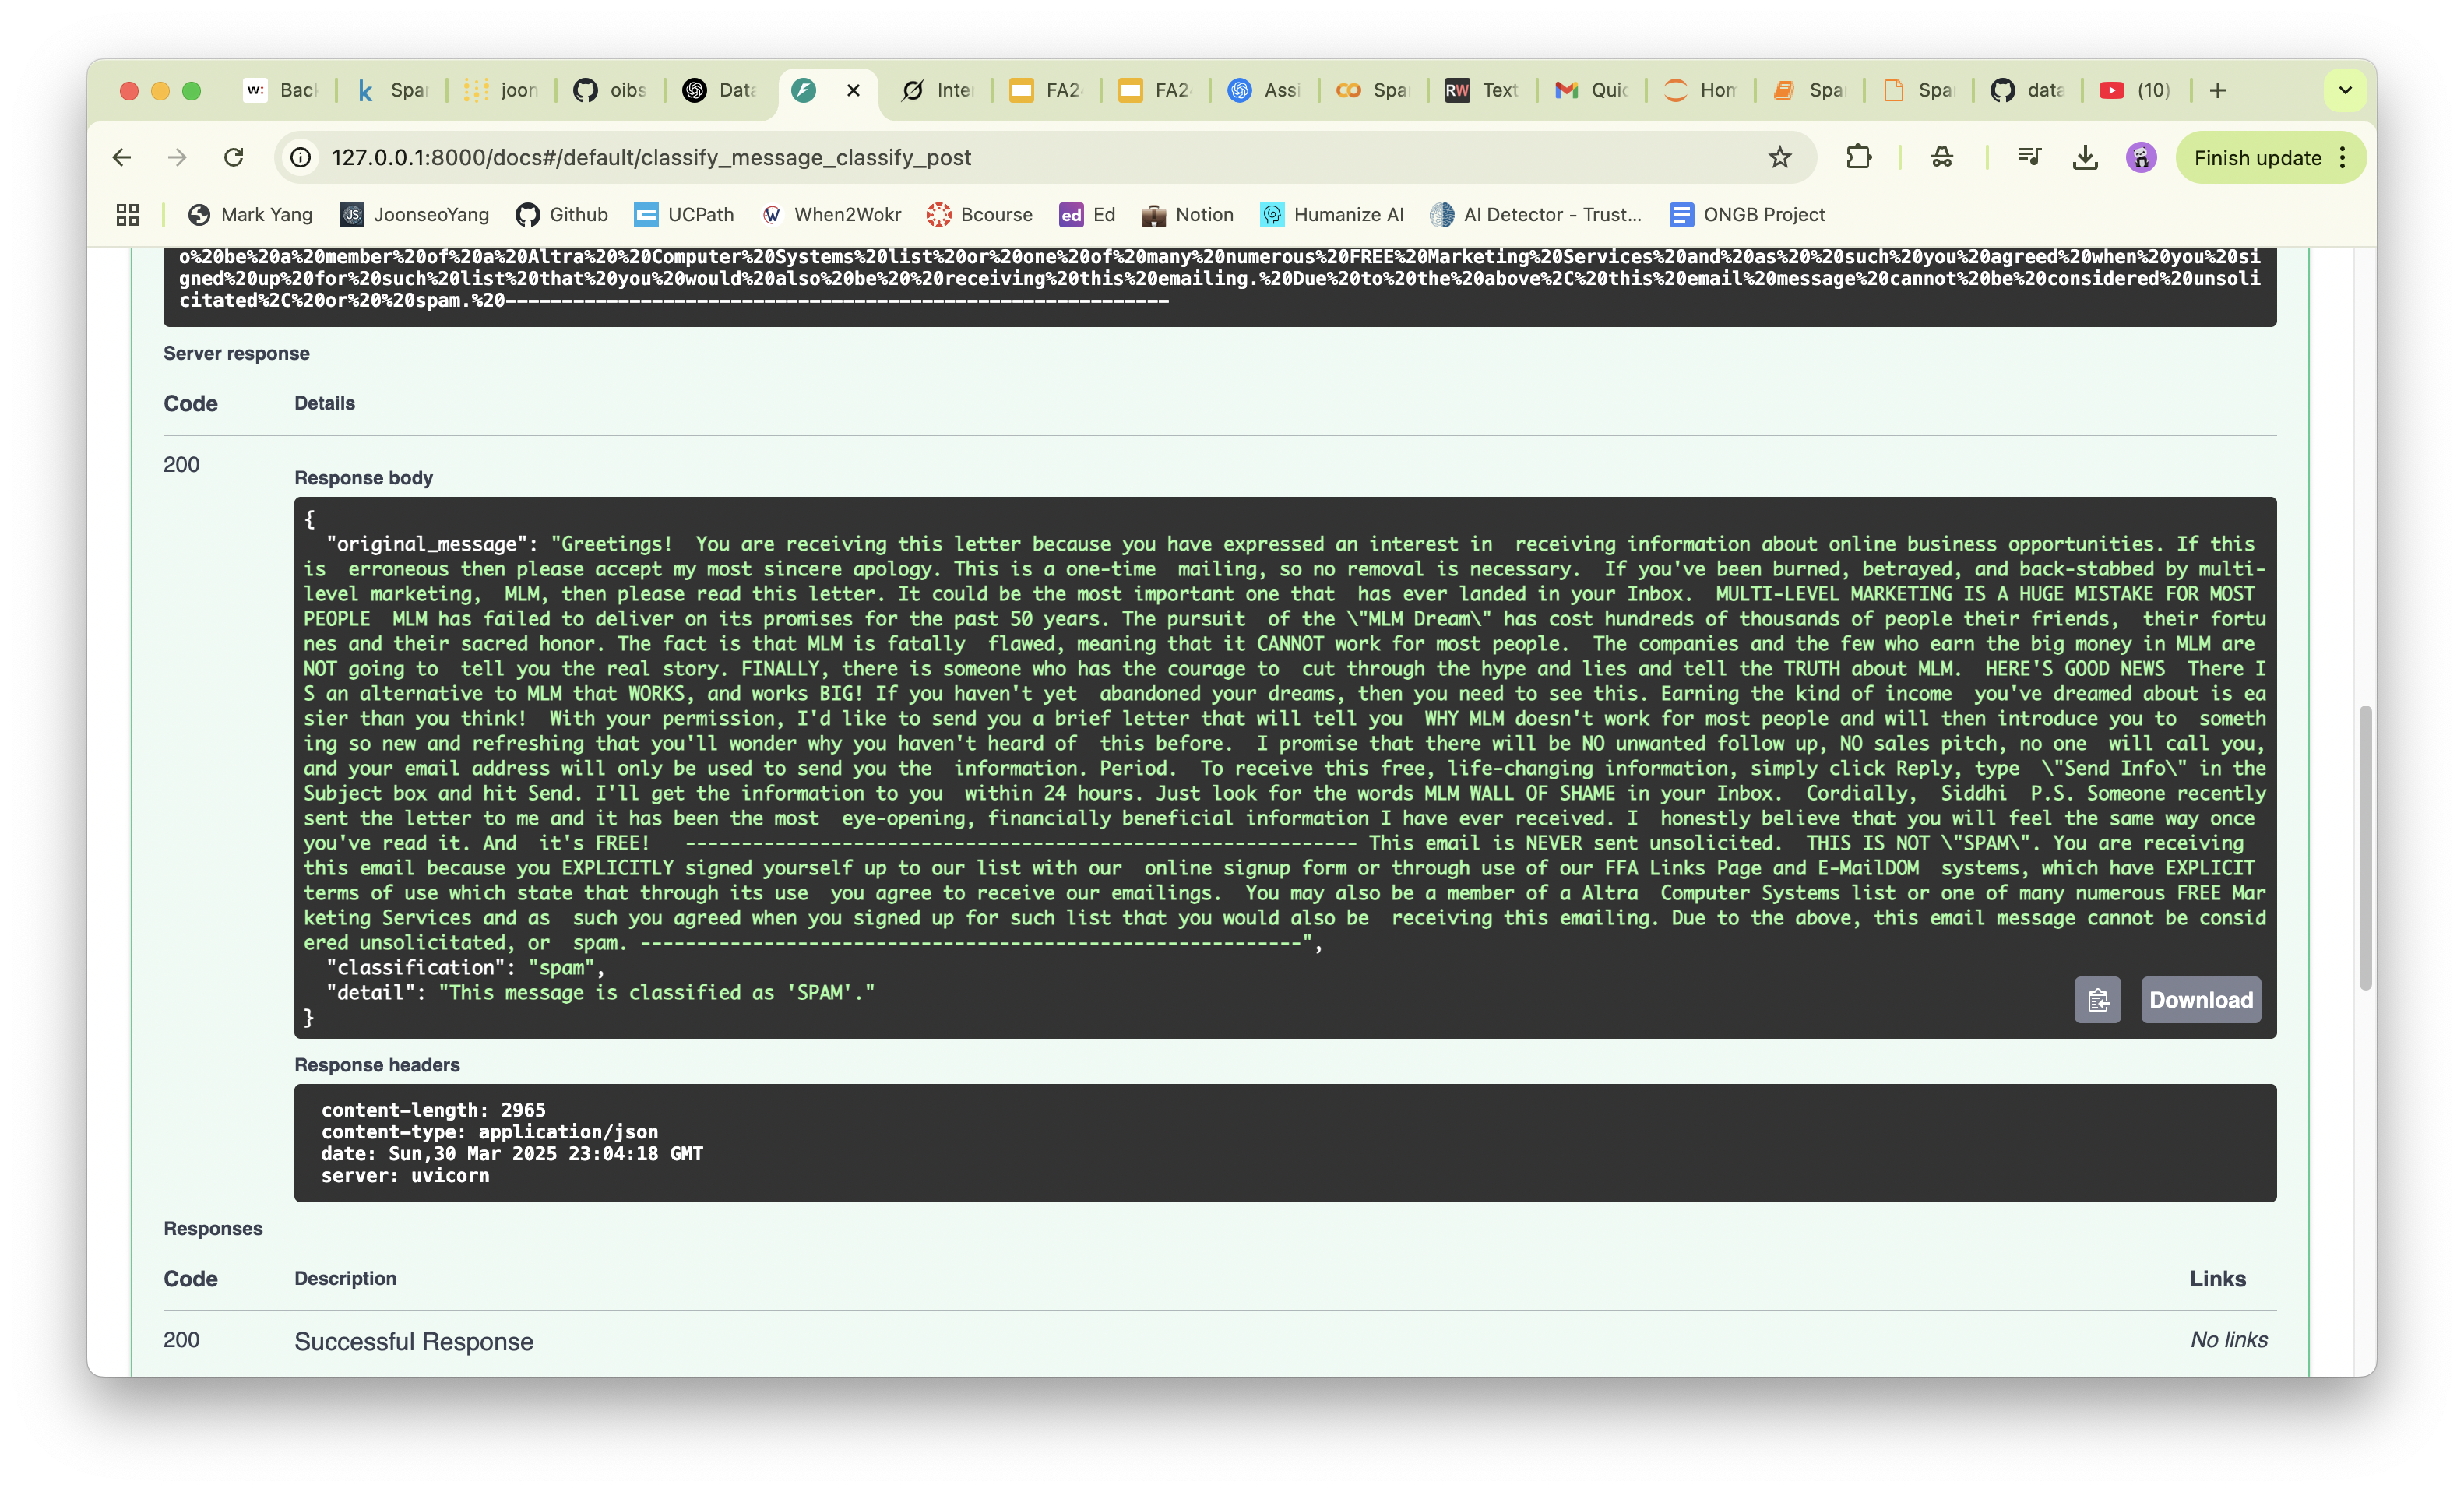 w: Back
k Spa
joon
oibs
Data
Inte
FA2
FA2
Assi
Spa
RW Text
Quic
Hom
Spa
Spa
data
(10)
127.0.0.1:8000/docs#/default/classify_message_classify_post
Finish update
Mark Yang
JS JoonseoYang
Github
UCPath
W When2Wokr
Bcourse
ed Ed
Notion
Humanize AI
AI Detector - Trust...
ONGB Project
o%20be%20a%20member%20of%20a%20Altra%20%20Computer%20Systems%20list%20or%20one%20of%20many%20numerous%20FREE%20Marketing%20Services%20and%20as%20%20such%20you%20agreed%20when%20you%20si
gned%20up%20for%20such%20list%20that%20you%20would%20also%20be%20%20receiving%20this%20emailing.%20Due%20to%20the%20above%2C%20this%20email%20message%20cannot%20be%20considered%20unsoli
citated%2C%20or%20%20spam.%20-----------------------------------------------------------
Server response
Code Details
200
Response body
{
"original_message": "Greetings!  You are receiving this letter because you have expressed an interest in  receiving information about online business opportunities. If this
is  erroneous then please accept my most sincere apology. This is a one-time  mailing, so no removal is necessary.  If you've been burned, betrayed, and back-stabbed by multi-
level marketing,  MLM, then please read this letter. It could be the most important one that  has ever landed in your Inbox.  MULTI-LEVEL MARKETING IS A HUGE MISTAKE FOR MOST
PEOPLE  MLM has failed to deliver on its promises for the past 50 years. The pursuit  of the \"MLM Dream\" has cost hundreds of thousands of people their friends,  their fortu
nes and their sacred honor. The fact is that MLM is fatally  flawed, meaning that it CANNOT work for most people.  The companies and the few who earn the big money in MLM are
NOT going to  tell you the real story. FINALLY, there is someone who has the courage to  cut through the hype and lies and tell the TRUTH about MLM.  HERE'S GOOD NEWS  There I
S an alternative to MLM that WORKS, and works BIG! If you haven't yet  abandoned your dreams, then you need to see this. Earning the kind of income  you've dreamed about is ea
sier than you think!  With your permission, I'd like to send you a brief letter that will tell you  WHY MLM doesn't work for most people and will then introduce you to  someth
ing so new and refreshing that you'll wonder why you haven't heard of  this before.  I promise that there will be NO unwanted follow up, NO sales pitch, no one  will call you,
and your email address will only be used to send you the  information. Period.  To receive this free, life-changing information, simply click Reply, type  \"Send Info\" in the
Subject box and hit Send. I'll get the information to you  within 24 hours. Just look for the words MLM WALL OF SHAME in your Inbox.  Cordially,  Siddhi  P.S. Someone recently
sent the letter to me and it has been the most  eye-opening, financially beneficial information I have ever received. I  honestly believe that you will feel the same way once
you've read it. And  it's FREE!   ------------------------------------------------------------ This email is NEVER sent unsolicited.  THIS IS NOT \"SPAM\". You are receiving
this email because you EXPLICITLY signed yourself up to our list with our  online signup form or through use of our FFA Links Page and E-MailDOM  systems, which have EXPLICIT
terms of use which state that through its use  you agree to receive our emailings.  You may also be a member of a Altra  Computer Systems list or one of many numerous FREE Mar
keting Services and as  such you agreed when you signed up for such list that you would also be  receiving this emailing. Due to the above, this email message cannot be consid
ered unsolicitated, or  spam. -----------------------------------------------------------",
"classification": "spam",
"detail": "This message is classified as 'SPAM'."
}
Download
Response headers
content-length: 2965
content-type: application/json
date: Sun,30 Mar 2025 23:04:18 GMT
server: uvicorn
Responses
Code Description Links
200 Successful Response No links